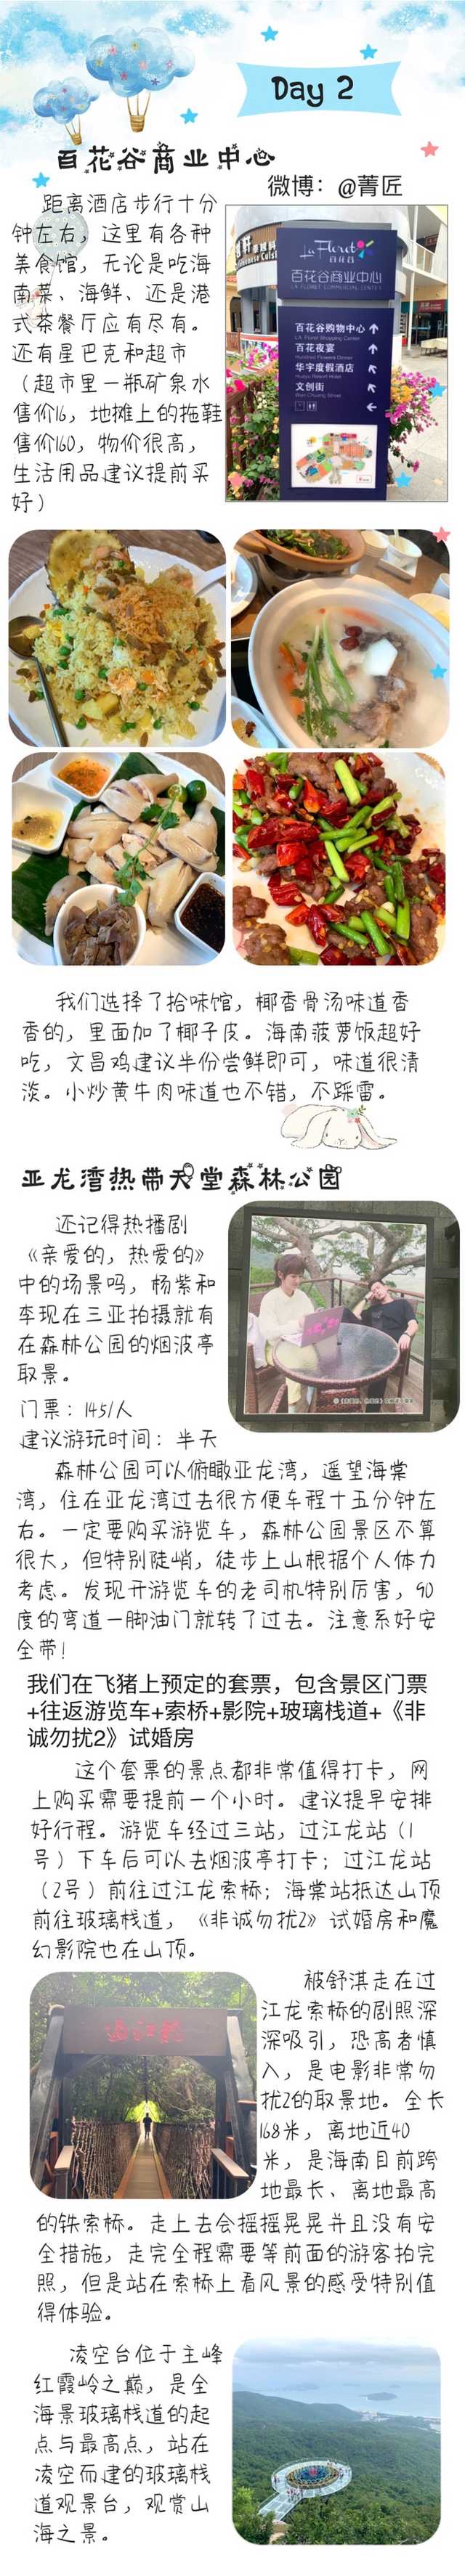 Day 2
百花谷商业中心
微博：@菁匠
距离酒店步行十分
钟左右，这里有各种
美食馆，无论是吃海
南菜、海鲜、还是港
式茶餐厅应有尽有。
还有星巴克和超市
（超市里一瓶矿泉水
售价16，地摊上的拖鞋
售价160，物价很高，
生活用品建议提前买
好）
La Floret
百花谷
百花谷商业中心
LA FLORET COMMERCIAL CENTER
百花谷购物中心
LA Floret Shopping Center
百花夜宴
Hundred Flowers Dinner
华宇度假酒店
Huayu Resort Hotel
文创街
Wen Chuang Street
我们选择了拾味馆，椰香骨汤味道香
香的，里面加了椰子皮。海南菠萝饭超好
吃，文昌鸡建议半份尝鲜即可，味道很清
淡。小炒黄牛肉味道也不错，不踩雷。
亚龙湾热带天堂森林公园
还记得热播剧
《亲爱的，热爱的》
中的场景吗，杨紫和
李现在三亚拍摄就有
在森林公园的烟波亭
取景。
门票：145/人
建议游玩时间：半天
森林公园可以俯瞰亚龙湾，遥望海棠
湾，住在亚龙湾过去很方便车程十五分钟左
右。一定要购买游览车，森林公园景区不算
很大，但特别陡峭，徒步上山根据个人体力
考虑。发现开游览车的老司机特别厉害，90
度的弯道一脚油门就转了过去。注意系好安
全带！
我们在飞猪上预定的套票，包含景区门票
+往返游览车+索桥+影院+玻璃栈道+《非
诚勿扰2》试婚房
这个套票的景点都非常值得打卡，网
上购买需要提前一个小时。建议提早安排
好行程。游览车经过三站，过江龙站（1
号）下车后可以去烟波亭打卡；过江龙站
（2号）前往过江龙索桥；海棠站抵达山顶
前往玻璃栈道，《非诚勿扰2》试婚房和魔
幻影院也在山顶。
过江龙
被舒淇走在过
江龙索桥的剧照深
深吸引，恐高者慎
入，是电影非常勿
扰2的取景地。全长
168米，离地近40
米，是海南目前跨
地最长、离地最高
的铁索桥。走上去会摇摇晃晃并且没有安
全措施，走完全程需要等前面的游客拍完
照，但是站在索桥上看风景的感受特别值
得体验。
凌空台位于主峰
红霞岭之巅，是全
海景玻璃栈道的起
点与最高点，站在
凌空而建的玻璃栈
道观景台，观赏山
海之景。